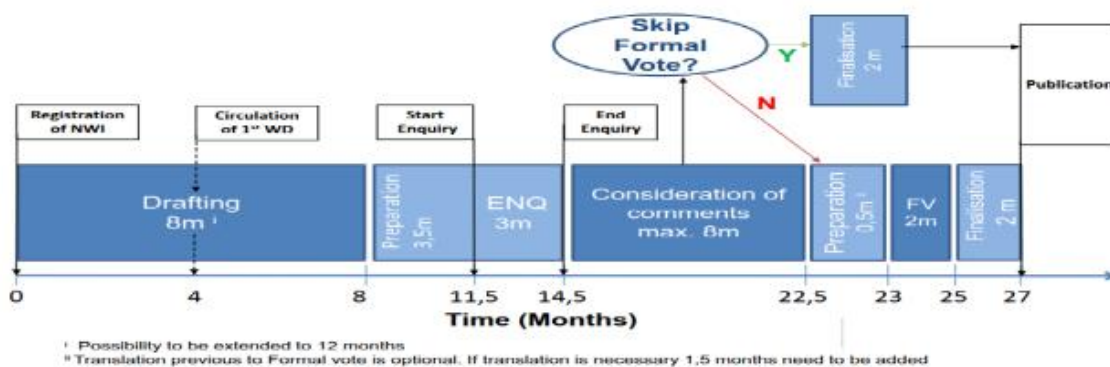 Skip
Formal
Vote?
Y
N
Finalisation
2 m
Publication
Registration
of NWI
Circulation
of 1st WD
Start
Enquiry
End
Enquiry
Drafting
8m ⁱ
Preparation
3,5m
ENQ
3m
Consideration of
comments
max. 8m
Preparation
0,5m ⁱⁱ
FV
2m
Finalisation
2 m
0
4
8
11,5
14,5
22,5
23
25
27
Time (Months)
ⁱ Possibility to be extended to 12 months
ⁱⁱ Translation previous to Formal vote is optional. If translation is necessary 1,5 months need to be added